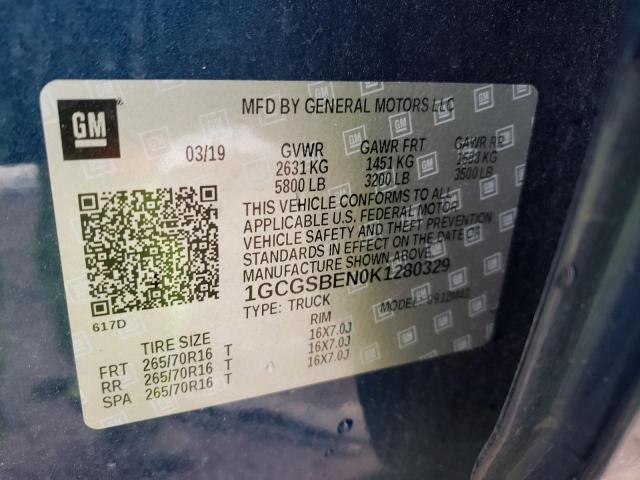 GM
MFD BY GENERAL MOTORS LLC
03/19 GVWR GAWR FRT GAWR RR
2631 KG 1451 KG 1588 KG
5800 LB 3200 LB 3500 LB
THIS VEHICLE CONFORMS TO ALL
APPLICABLE U.S. FEDERAL MOTOR
VEHICLE SAFETY AND THEFT PREVENTION
STANDARDS IN EFFECT ON THE DATE OF
MANUFACTURE SHOWN ABOVE.
1GCGSBEN0K1280329
TYPE: TRUCK MODEL:
617D
TIRE SIZE RIM
FRT 265/70R16 T 16X7.0J
RR 265/70R16 T 16X7.0J
SPA 265/70R16 T 16X7.0J